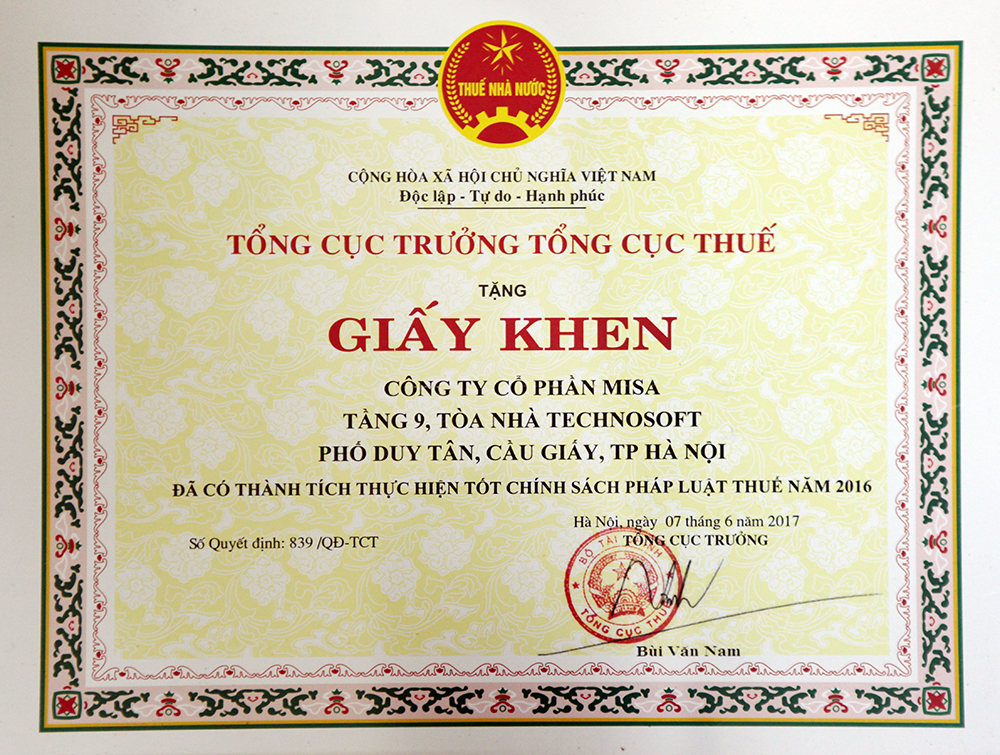 THUẾ NHÀ NƯỚC
CỘNG HÒA XÃ HỘI CHỦ NGHĨA VIỆT NAM
Độc lập - Tự do - Hạnh phúc
TỔNG CỤC TRƯỞNG TỔNG CỤC THUẾ
TẶNG
GIẤY KHEN
CÔNG TY CỔ PHẦN MISA
TẦNG 9, TÒA NHÀ TECHNOSOFT
PHỐ DUY TÂN, CẦU GIẤY, TP HÀ NỘI
ĐÃ CÓ THÀNH TÍCH THỰC HIỆN TỐT CHÍNH SÁCH PHÁP LUẬT THUẾ NĂM 2016
Hà Nội, ngày 07 tháng 6 năm 2017
Số Quyết định: 839 /QĐ-TCT
TỔNG CỤC TRƯỞNG
BỘ TÀI
TỔNG CỤC THUẾ
Bùi Văn Nam